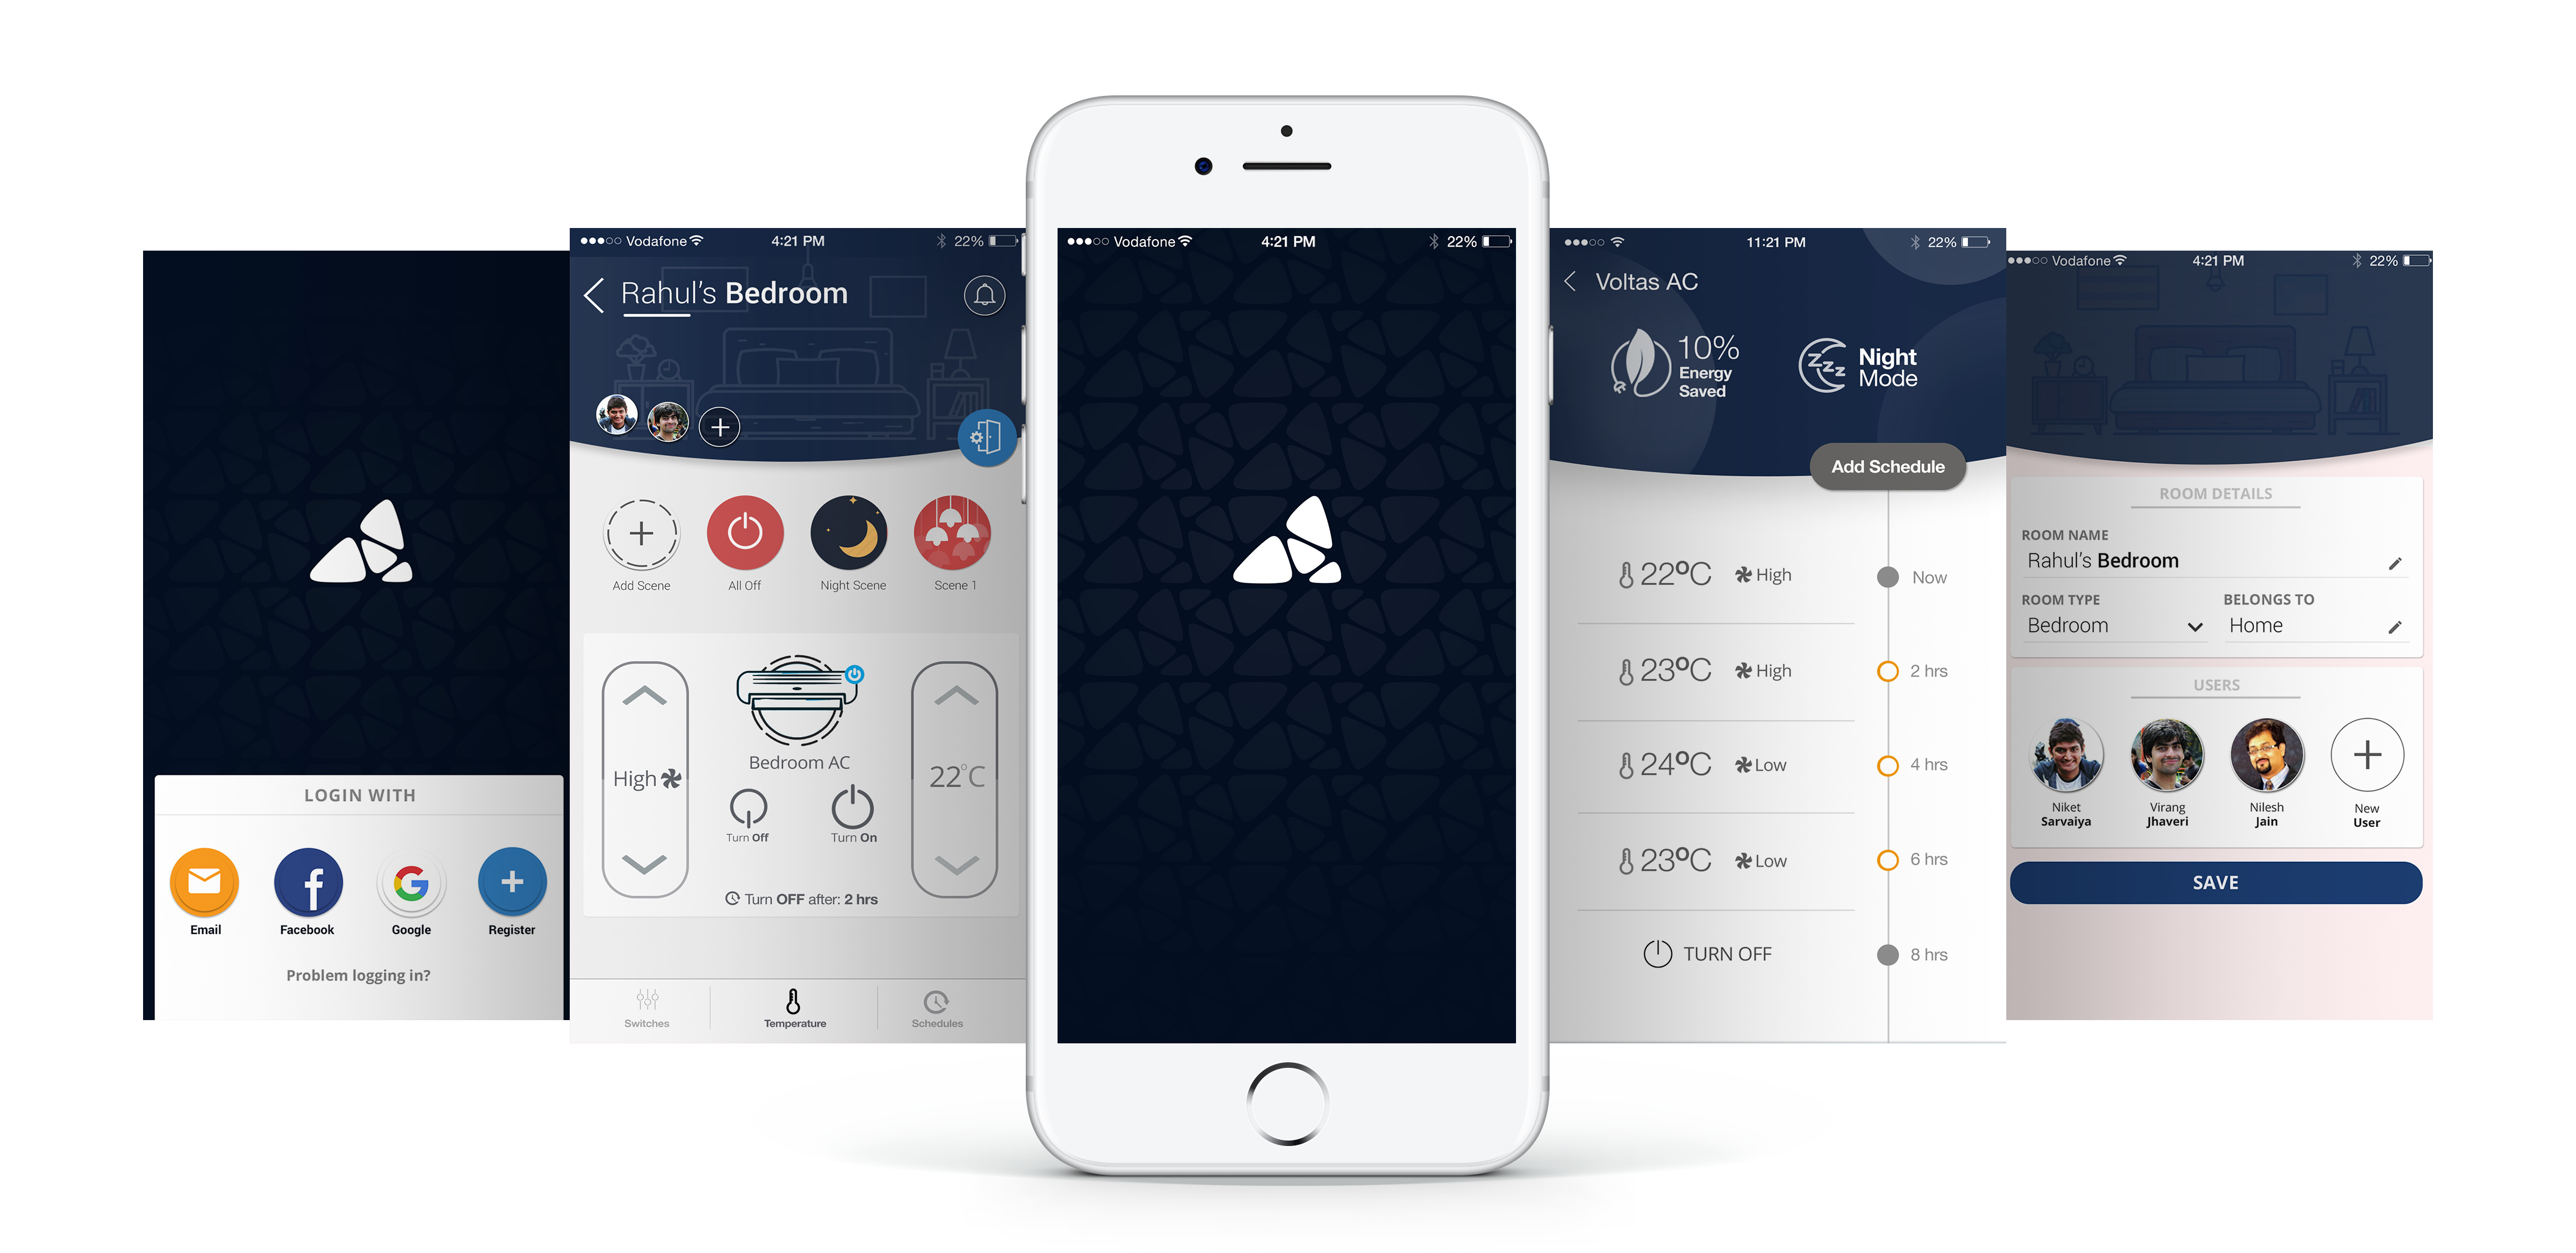 LOGIN WITH
Email Facebook Google Register
Problem logging in?
Vodafone 4:21 PM 22%
Rahul's Bedroom
Add Scene All Off Night Scene Scene 1
High
Bedroom AC
22°C
Turn Off Turn On
Turn OFF after: 2 hrs
Switches Temperature Schedules
Vodafone 4:21 PM 22%
11:21 PM 22%
Voltas AC
10%
Energy
Saved
Night
Mode
Add Schedule
22ºC High Now
23ºC High 2 hrs
24ºC Low 4 hrs
23ºC Low 6 hrs
TURN OFF 8 hrs
Vodafone 4:21 PM 22%
ROOM DETAILS
ROOM NAME
Rahul's Bedroom
ROOM TYPE BELONGS TO
Bedroom Home
USERS
Niket Virang Nilesh New
Sarvaiya Jhaveri Jain User
SAVE